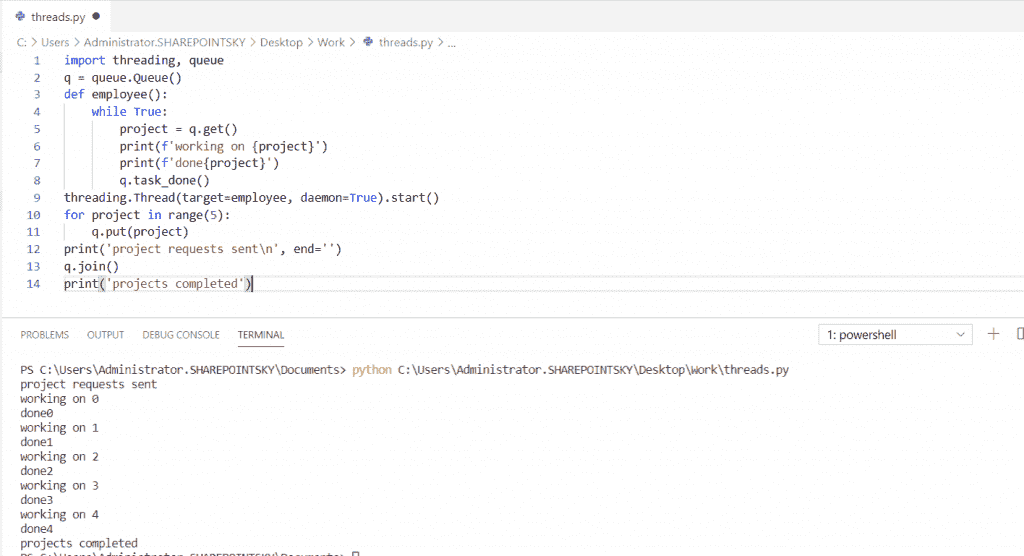 threads.py ●
C: > Users > Administrator.SHAREPOINTSKY > Desktop > Work > threads.py > ...
1 import threading, queue
2 q = queue.Queue()
3 def employee():
4     while True:
5         project = q.get()
6         print(f'working on {project}')
7         print(f'done{project}')
8         q.task_done()
9 threading.Thread(target=employee, daemon=True).start()
10 for project in range(5):
11     q.put(project)
12 print('project requests sent\n', end='')
13 q.join()
14 print('projects completed')
PROBLEMS OUTPUT DEBUG CONSOLE TERMINAL 1: powershell
PS C:\Users\Administrator.SHAREPOINTSKY\Documents> python C:\Users\Administrator.SHAREPOINTSKY\Desktop\Work\threads.py
project requests sent
working on 0
done0
working on 1
done1
working on 2
done2
working on 3
done3
working on 4
done4
projects completed
PS C:\Users\Administrator.SHAREPOINTSKY\Documents>